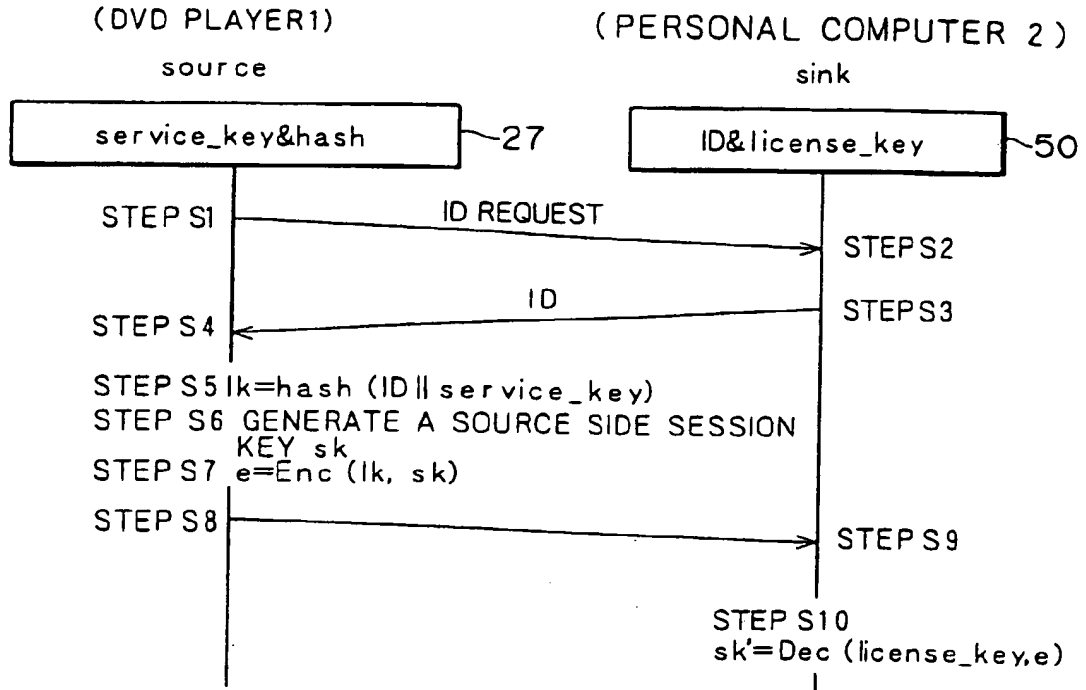 (DVD PLAYER1)
(PERSONAL COMPUTER 2)
source
sink
service_key&hash
27
ID&license_key
50
STEP S1
ID REQUEST
STEP S2
ID
STEP S3
STEP S4
STEP S5 lk=hash (ID || service_key)
STEP S6 GENERATE A SOURCE SIDE SESSION
KEY sk
STEP S7 e=Enc (lk, sk)
STEP S8
STEP S9
STEP S10
sk'=Dec (license_key,e)